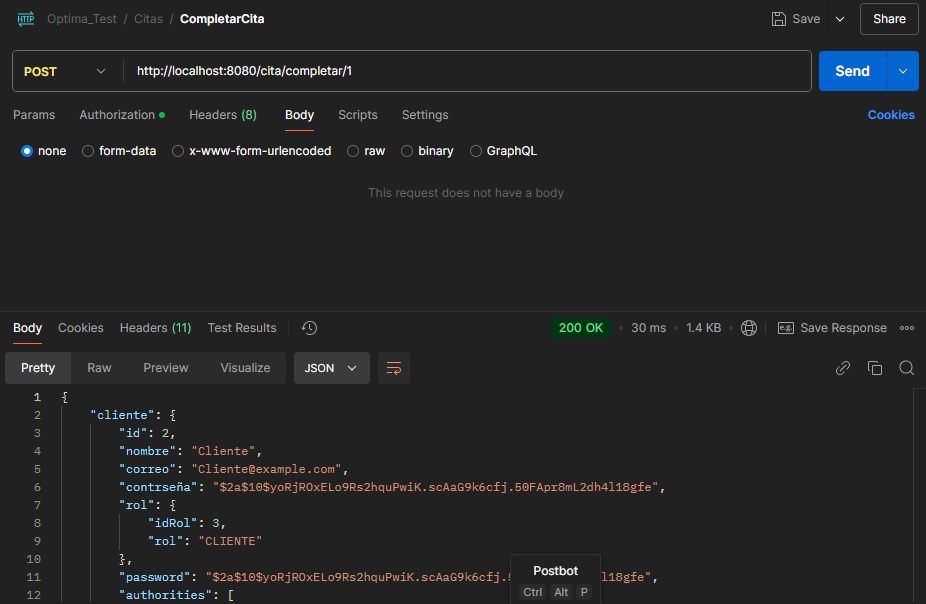 HTTP Optima_Test / Citas / CompletarCita Save Share
POST http://localhost:8080/cita/completar/1 Send
Params Authorization Headers (8) Body Scripts Settings Cookies
none form-data x-www-form-urlencoded raw binary GraphQL
This request does not have a body
Body Cookies Headers (11) Test Results 200 OK 30 ms 1.4 KB e.g. Save Response
Pretty Raw Preview Visualize JSON
1 {
2 "cliente": {
3 "id": 2,
4 "nombre": "Cliente",
5 "correo": "Cliente@example.com",
6 "contrseña": "$2a$10$yoRjROxELo9Rs2hquPwiK.scAaG9k6cfj.50FApr8mL2dh4l18gfe",
7 "rol": {
8 "idRol": 3,
9 "rol": "CLIENTE"
10 },
11 "password": "$2a$10$yoRjROxELo9Rs2hquPwiK.scAaG9k6cfj. l18gfe",
12 "authorities": [
Postbot
Ctrl Alt P